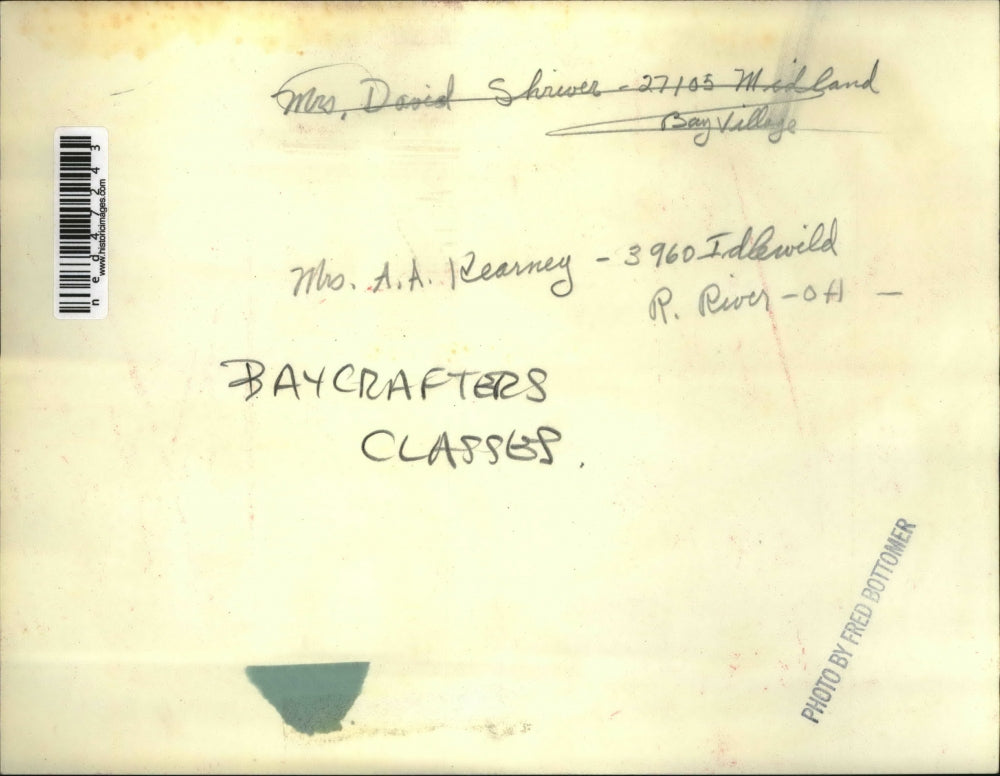 Mrs. David Shriver - 27105 Midland
Bay Village
Mrs. A.A. Kearney - 3960 Idlewild
R. River - OH -
BAYCRAFTERS
CLASSES.
ned47243
www.historicimages.com
PHOTO BY FRED BOTTOMER